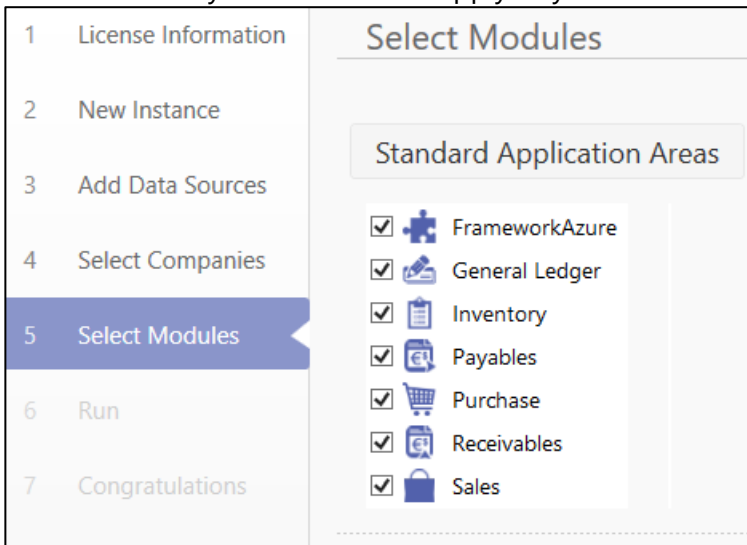 1 License Information
2 New Instance
3 Add Data Sources
4 Select Companies
5 Select Modules
6 Run
7 Congratulations
Select Modules
Standard Application Areas
FrameworkAzure
General Ledger
Inventory
Payables
Purchase
Receivables
Sales